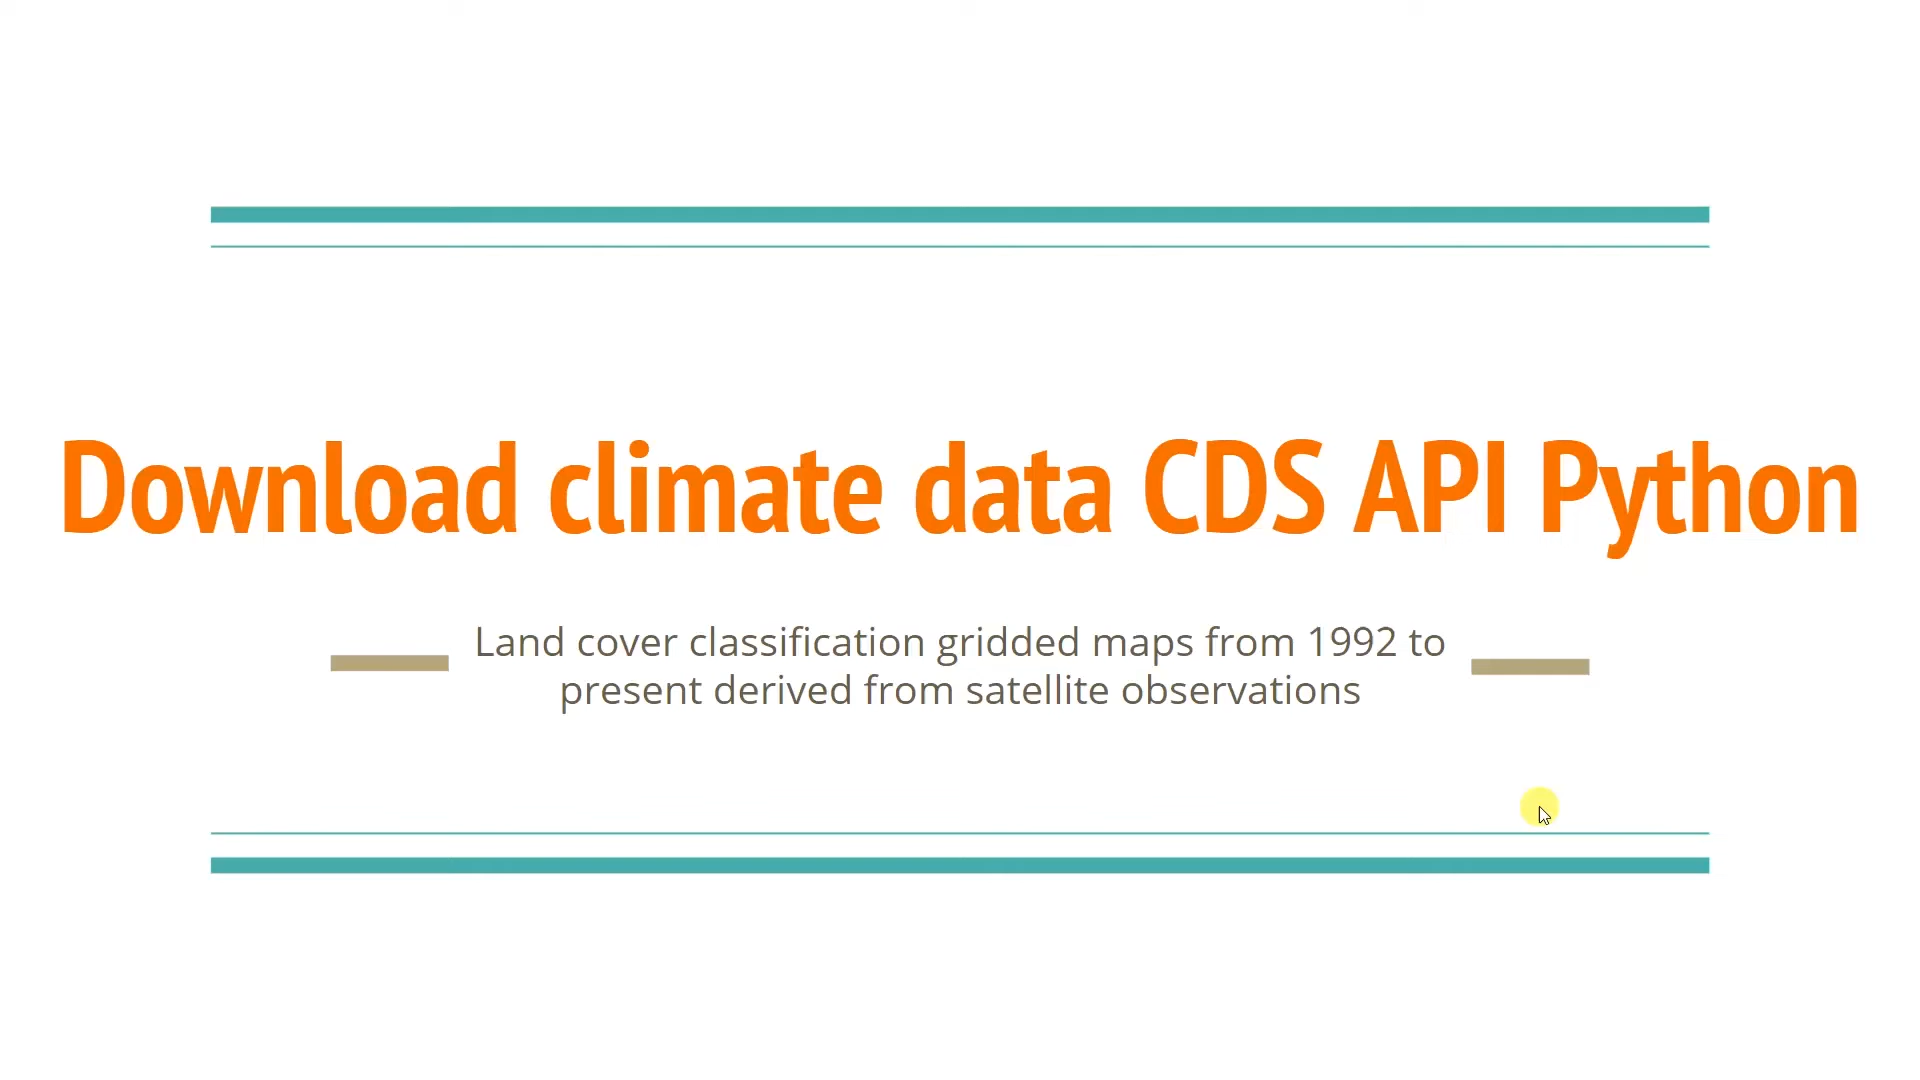 Download climate data CDS API Python
Land cover classification gridded maps from 1992 to
present derived from satellite observations